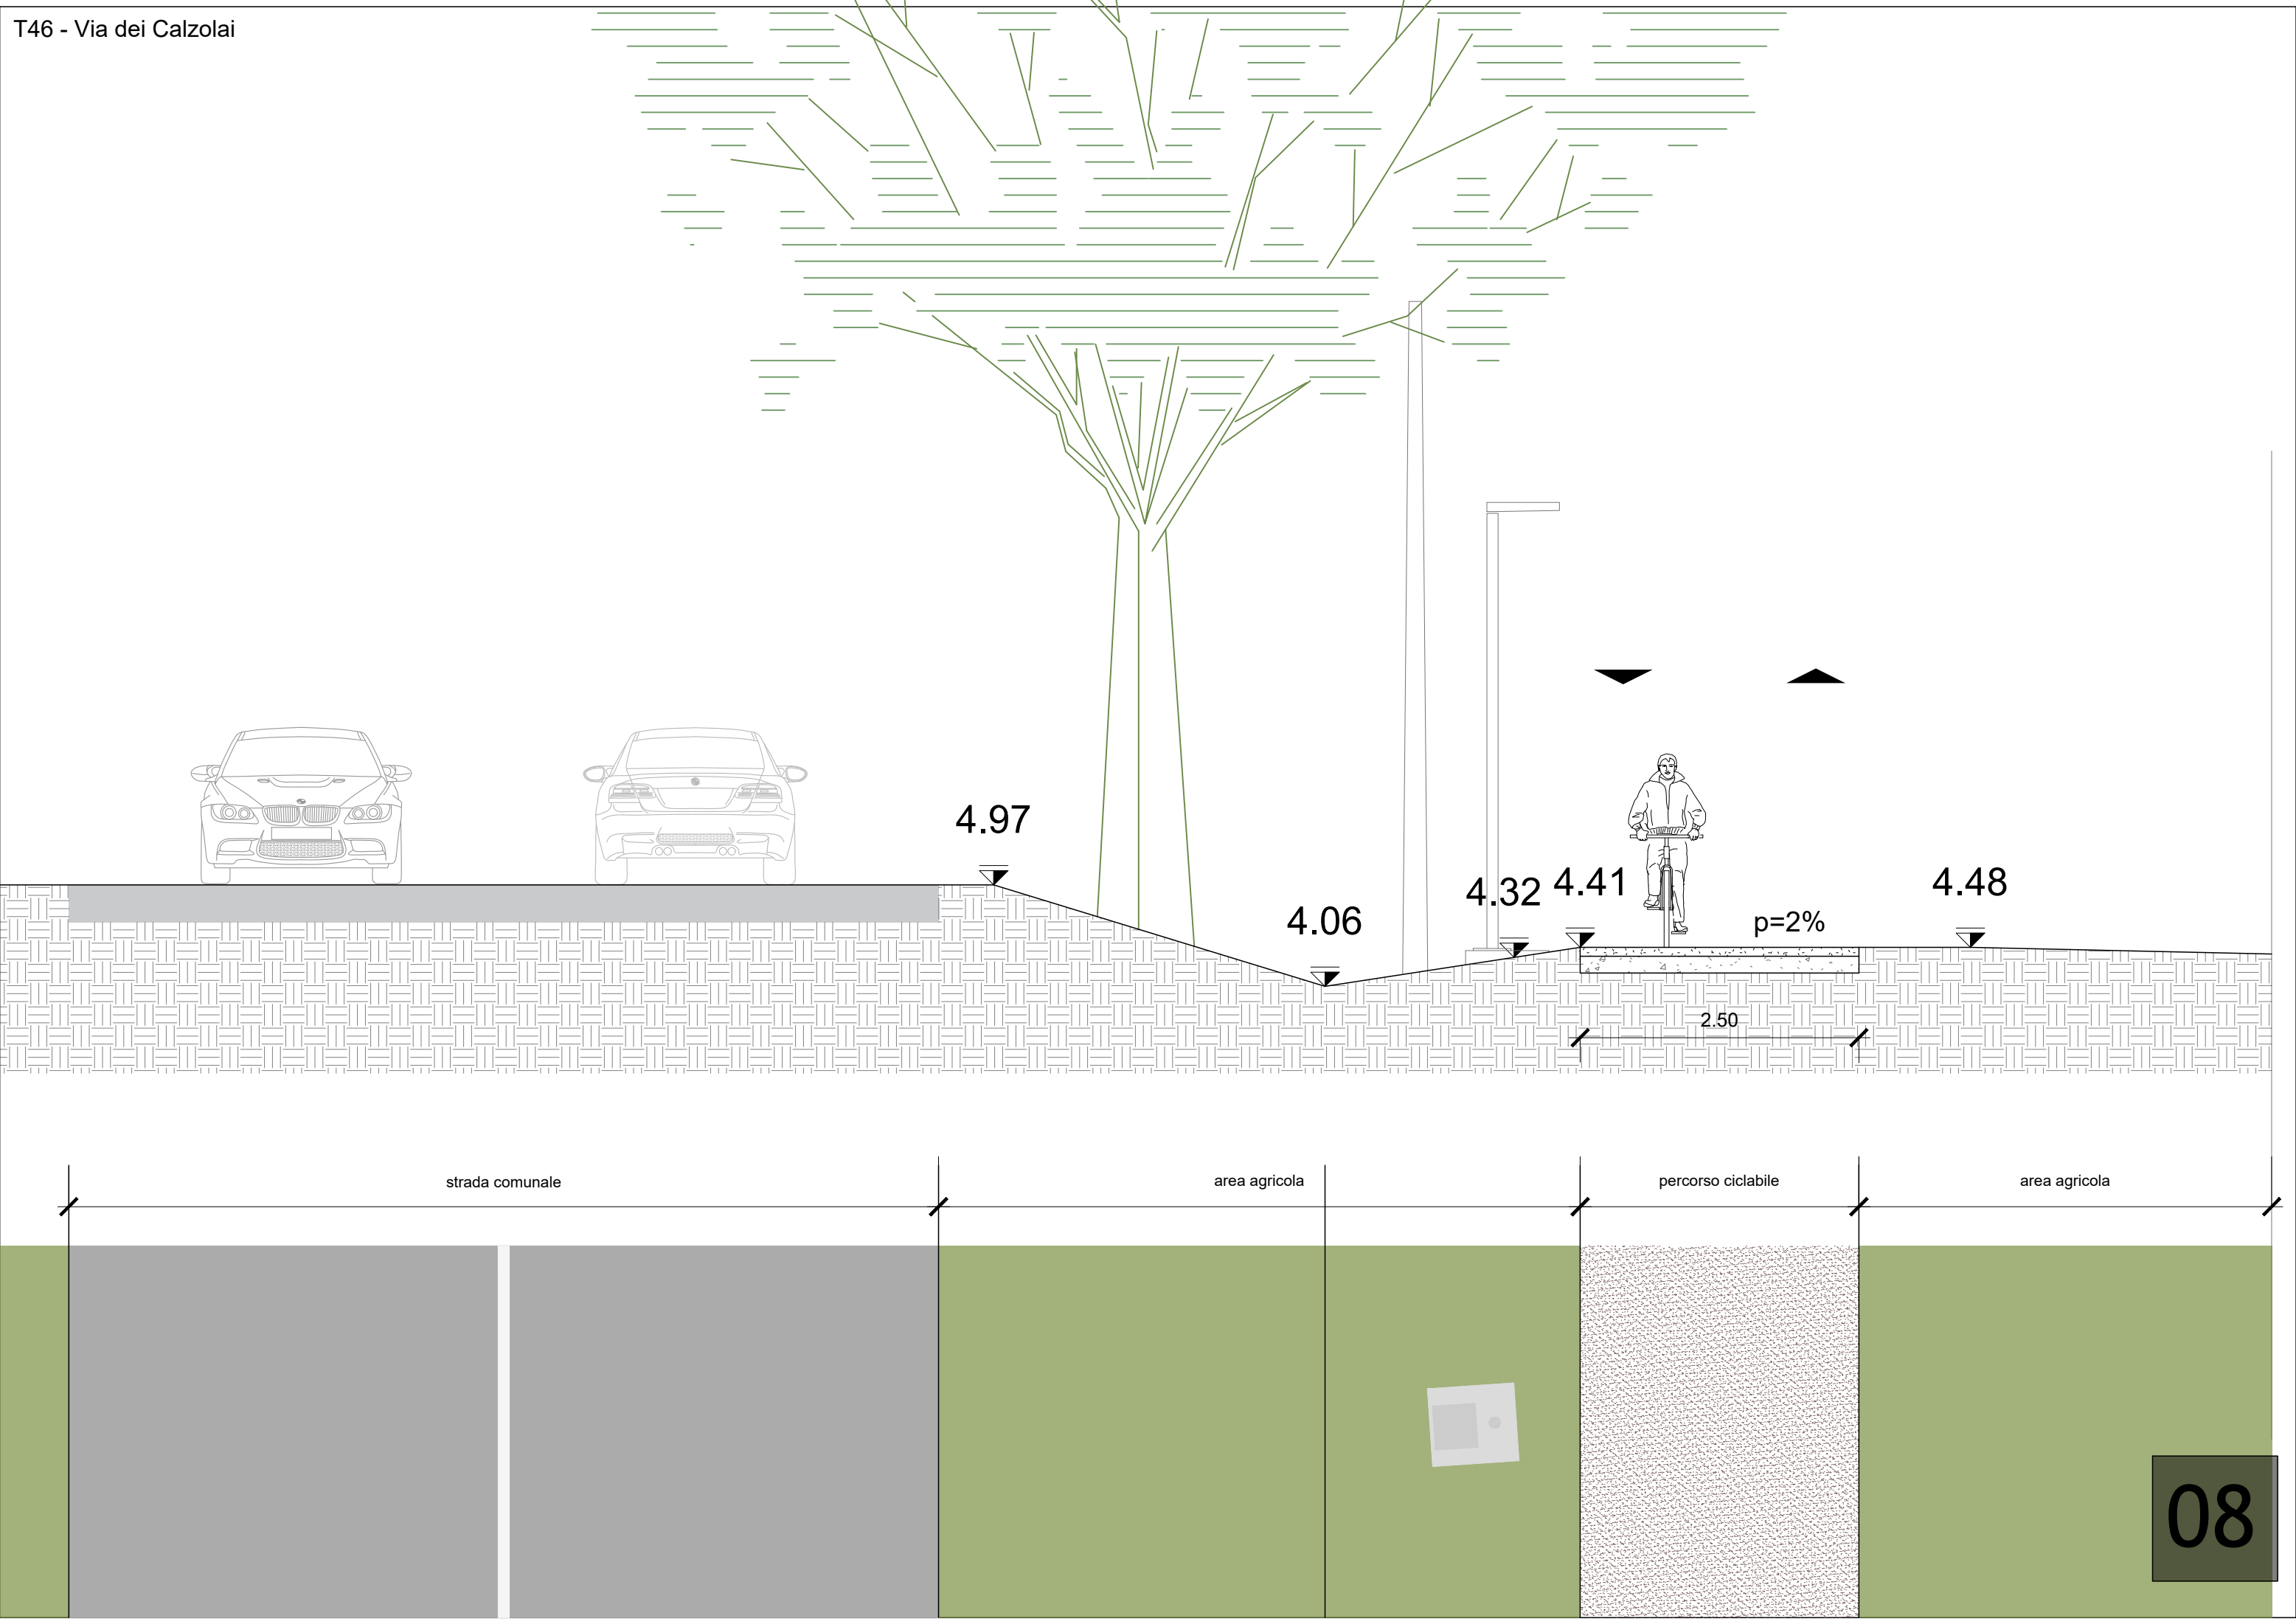 T46 - Via dei Calzolai
4.97
4.06
4.32
4.41
p=2%
4.48
2.50
strada comunale
area agricola
percorso ciclabile
area agricola
08